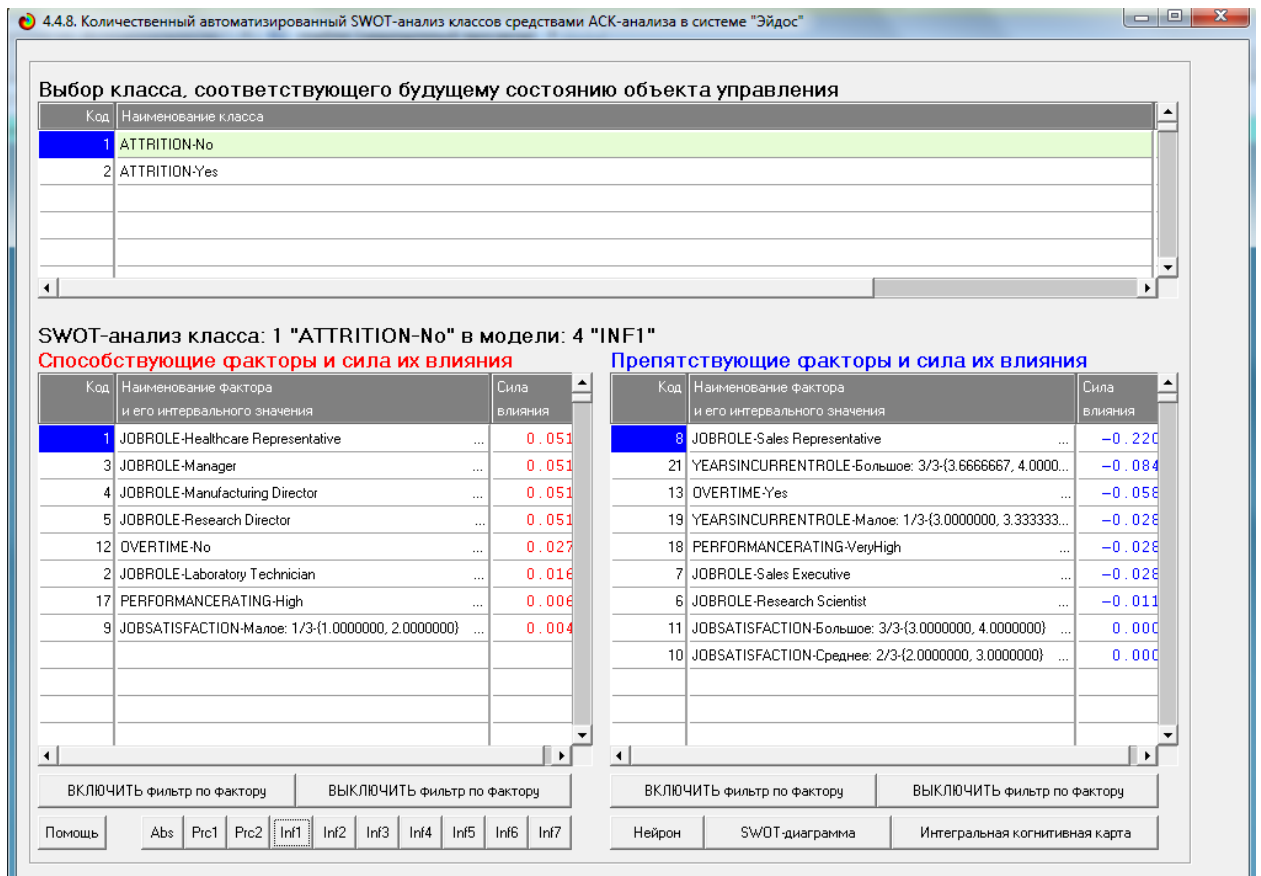 4.4.8. Количественный автоматизированный SWOT-анализ классов средствами АСК-анализа в системе "Эйдос"
Выбор класса, соответствующего будущему состоянию объекта управления
Код Наименование класса
1 ATTRITION-No
2 ATTRITION-Yes
SWOT-анализ класса: 1 "ATTRITION-No" в модели: 4 "INF1"
Способствующие факторы и сила их влияния
Код Наименование фактора и его интервального значения Сила влияния
1 JOBROLE-Healthcare Representative ... 0.051
3 JOBROLE-Manager ... 0.051
4 JOBROLE-Manufacturing Director ... 0.051
5 JOBROLE-Research Director ... 0.051
12 OVERTIME-No ... 0.027
2 JOBROLE-Laboratory Technician ... 0.016
17 PERFORMANCERATING-High ... 0.006
9 JOBSATISFACTION-Малое: 1/3-{1.0000000, 2.0000000} ... 0.004
ВКЛЮЧИТЬ фильтр по фактору ВЫКЛЮЧИТЬ фильтр по фактору
Препятствующие факторы и сила их влияния
Код Наименование фактора и его интервального значения Сила влияния
8 JOBROLE-Sales Representative ... -0.220
21 YEARSINCURRENTROLE-Большое: 3/3-{3.6666667, 4.0000...  -0.084
13 OVERTIME-Yes ... -0.058
19 YEARSINCURRENTROLE-Малое: 1/3-{3.0000000, 3.333333... -0.028
18 PERFORMANCERATING-VeryHigh ... -0.028
7 JOBROLE-Sales Executive ... -0.028
6 JOBROLE-Research Scientist ... -0.011
11 JOBSATISFACTION-Большое: 3/3-{3.0000000, 4.0000000} ... 0.000
10 JOBSATISFACTION-Среднее: 2/3-{2.0000000, 3.0000000} ... 0.000
ВКЛЮЧИТЬ фильтр по фактору ВЫКЛЮЧИТЬ фильтр по фактору
Помощь Abs Prc1 Prc2 Inf1 Inf2 Inf3 Inf4 Inf5 Inf6 Inf7 Нейрон SWOT-диаграмма Интегральная когнитивная карта